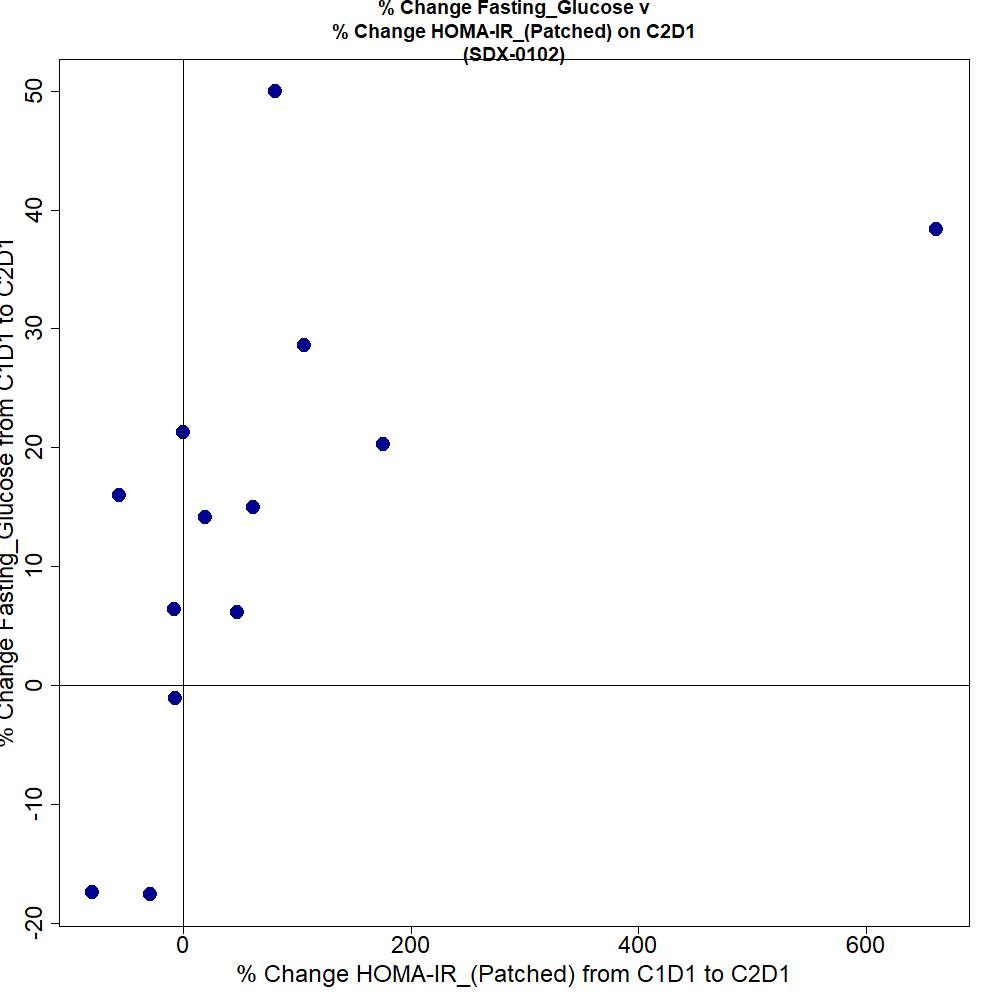 % Change Fasting_Glucose v
% Change HOMA-IR_(Patched) on C2D1
(SDX-0102)
% Change Fasting_Glucose from C1D1 to C2D1
50
40
30
20
10
0
-10
-20
0
200
400
600
% Change HOMA-IR_(Patched) from C1D1 to C2D1